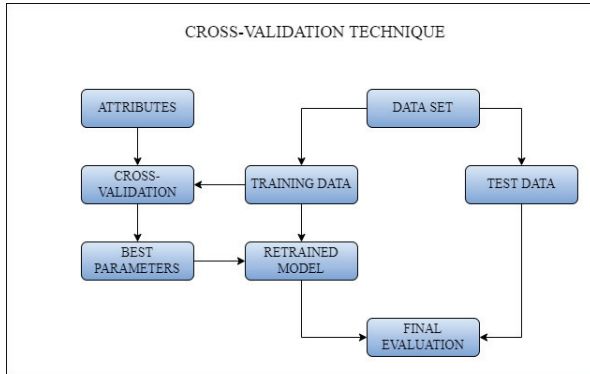 CROSS-VALIDATION TECHNIQUE
ATTRIBUTES
DATA SET
CROSS-
VALIDATION
TRAINING DATA
TEST DATA
BEST
PARAMETERS
RETRAINED
MODEL
FINAL
EVALUATION